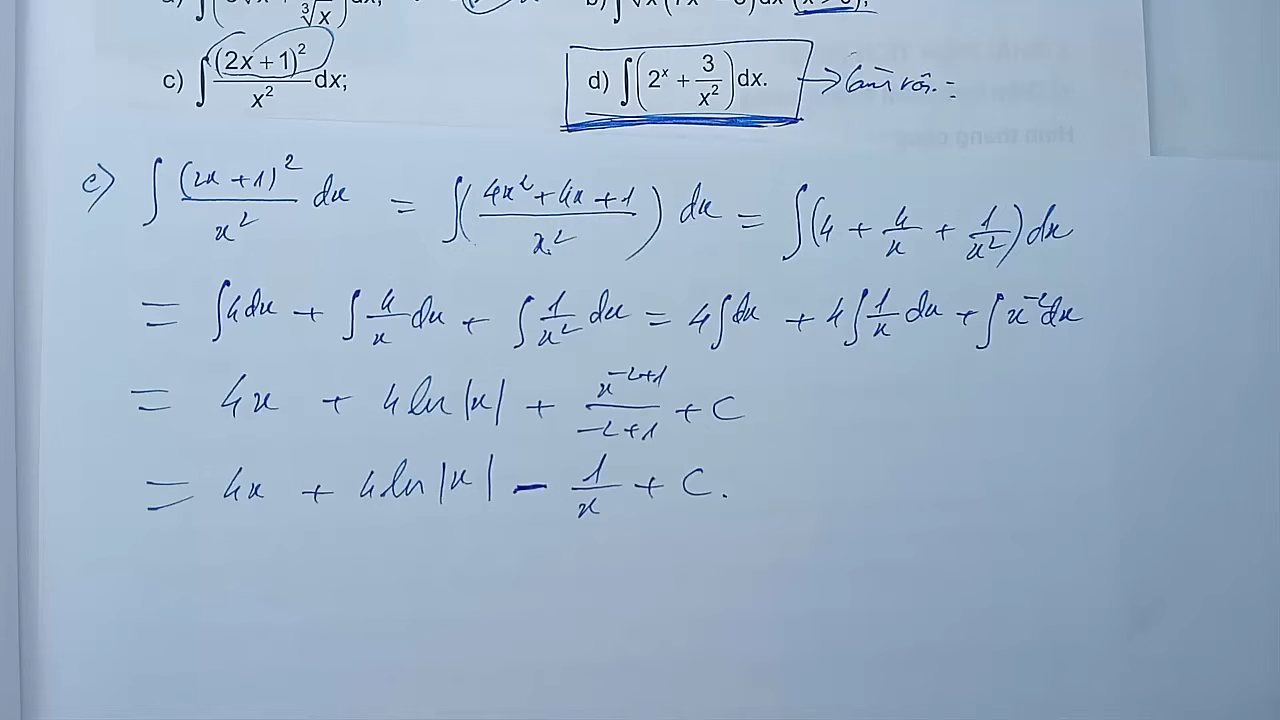 c) ∫ (2x + 1)² / x² dx;
d) ∫ (2ˣ + 3/x²) dx. → làm rồi.
c) ∫ (2x + 1)² / x² dx = ∫ (4x² + 4x + 1 / x²) dx = ∫ (4 + 4/x + 1/x²) dx
= ∫ 4dx + ∫ 4/x dx + ∫ 1/x² dx = 4∫dx + 4∫ 1/x dx + ∫ x⁻² dx
= 4x + 4ln|x| + x⁻²⁺¹ / -2+1 + C
= 4x + 4ln|x| - 1/x + C.